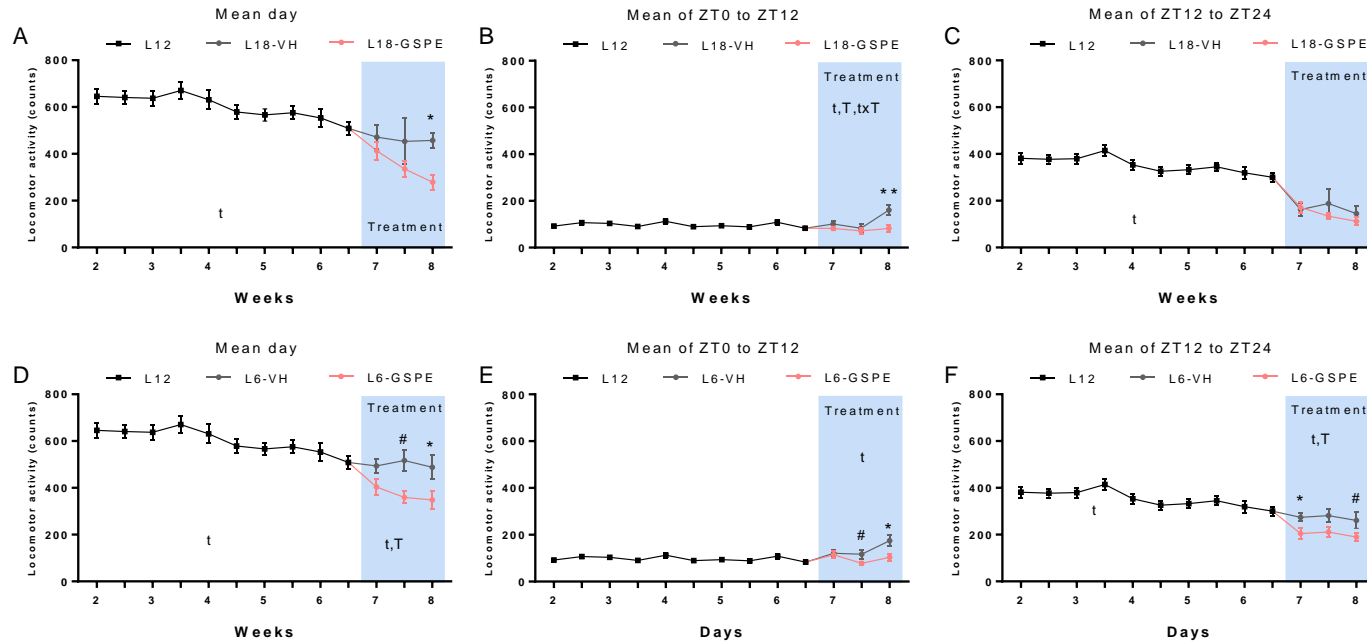 A
Mean day
L12 L18-VH L18-GSPE
800
600
400
200
0
Locomotor activity (counts)
*
t
Treatment
2 3 4 5 6 7 8
Weeks
B
Mean of ZT0 to ZT12
L12 L18-VH L18-GSPE
800
600
400
200
0
Locomotor activity (counts)
Treatment
t,T,txT
**
2 3 4 5 6 7 8
Weeks
C
Mean of ZT12 to ZT24
L12 L18-VH L18-GSPE
800
600
400
200
0
Locomotor activity (counts)
Treatment
t
2 3 4 5 6 7 8
Weeks
D
Mean day
L12 L6-VH L6-GSPE
800
600
400
200
0
Locomotor activity (counts)
Treatment
# *
t
t,T
2 3 4 5 6 7 8
Weeks
E
Mean of ZT0 to ZT12
L12 L6-VH L6-GSPE
800
600
400
200
0
Locomotor activity (counts)
Treatment
t
# *
2 3 4 5 6 7 8
Days
F
Mean of ZT12 to ZT24
L12 L6-VH L6-GSPE
800
600
400
200
0
Locomotor activity (counts)
Treatment
t,T
* #
t
2 3 4 5 6 7 8
Days